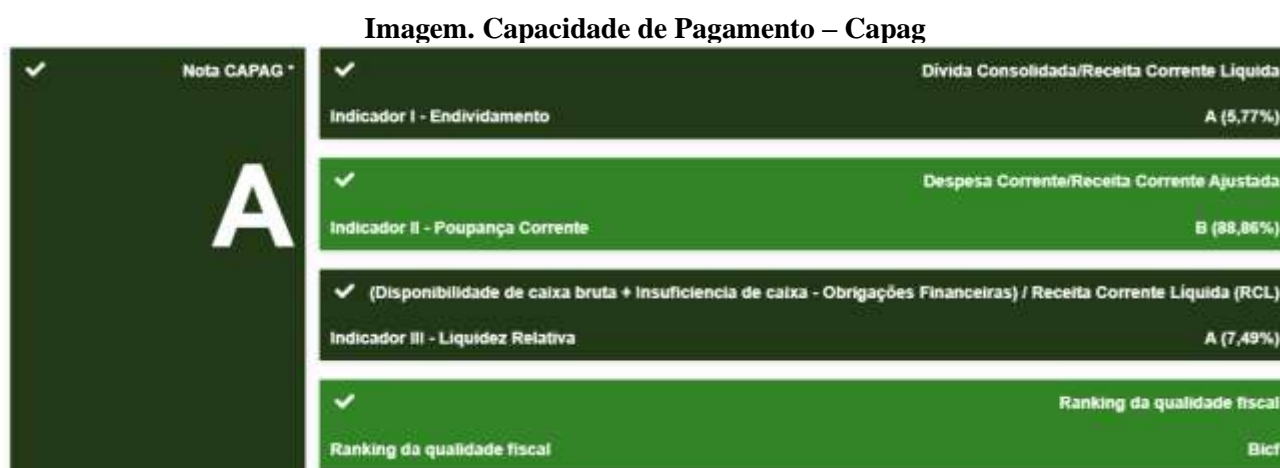 Imagem. Capacidade de Pagamento – Capag
Nota CAPAG *
A
Dívida Consolidada/Receita Corrente Líquida
Indicador I - Endividamento
A (5,77%)
Despesa Corrente/Receita Corrente Ajustada
Indicador II - Poupança Corrente
B (88,86%)
(Disponibilidade de caixa bruta + Insuficiencia de caixa - Obrigações Financeiras) / Receita Corrente Líquida (RCL)
Indicador III - Liquidez Relativa
A (7,49%)
Ranking da qualidade fiscal
Ranking da qualidade fiscal
Bicf